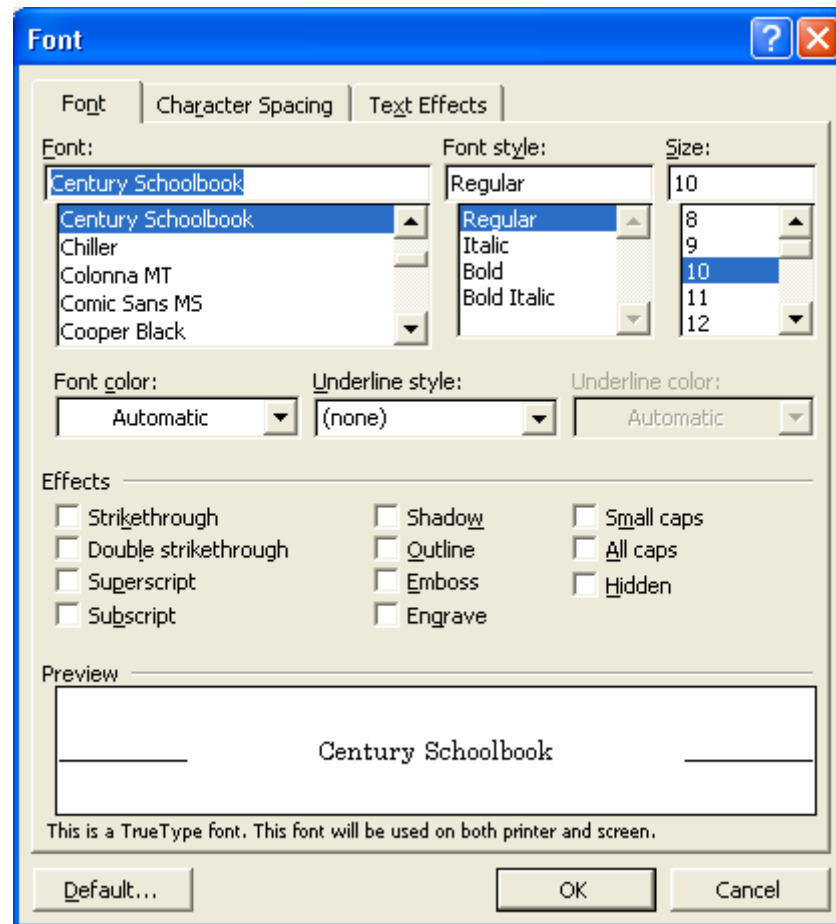 Font
Font Character Spacing Text Effects
Font: Font style: Size:
Century Schoolbook Regular 10
Century Schoolbook Regular 8
Chiller Italic 9
Colonna MT Bold 10
Comic Sans MS Bold Italic 11
Cooper Black 12
Font color: Underline style: Underline color:
Automatic (none) Automatic
Effects
Strikethrough Shadow Small caps
Double strikethrough Outline All caps
Superscript Emboss Hidden
Subscript Engrave
Preview
Century Schoolbook
This is a TrueType font. This font will be used on both printer and screen.
Default... OK Cancel